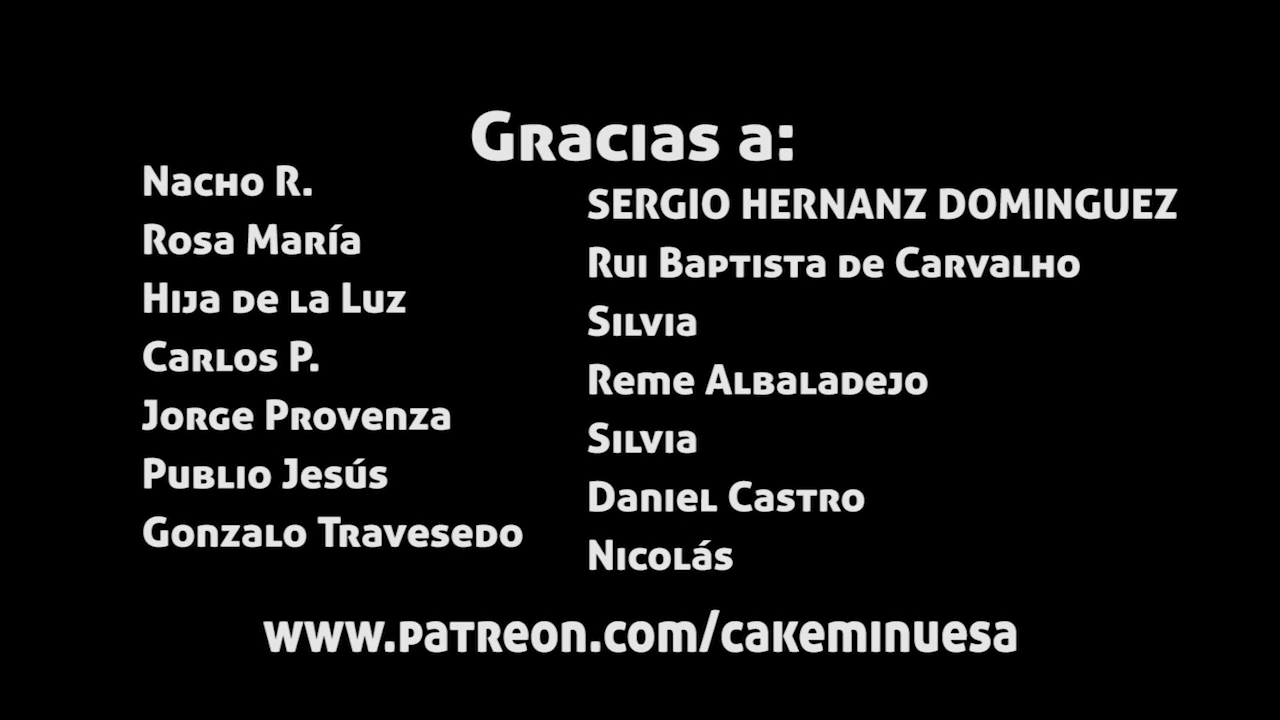 Gracias a:
Nacho R.
Rosa María
Hija de la Luz
Carlos P.
Jorge Provenza
Publio Jesús
Gonzalo Travesedo
SERGIO HERNANZ DOMINGUEZ
Rui Baptista de Carvalho
Silvia
Reme Albaladejo
Silvia
Daniel Castro
Nicolás
www.patreon.com/cakeminuesa